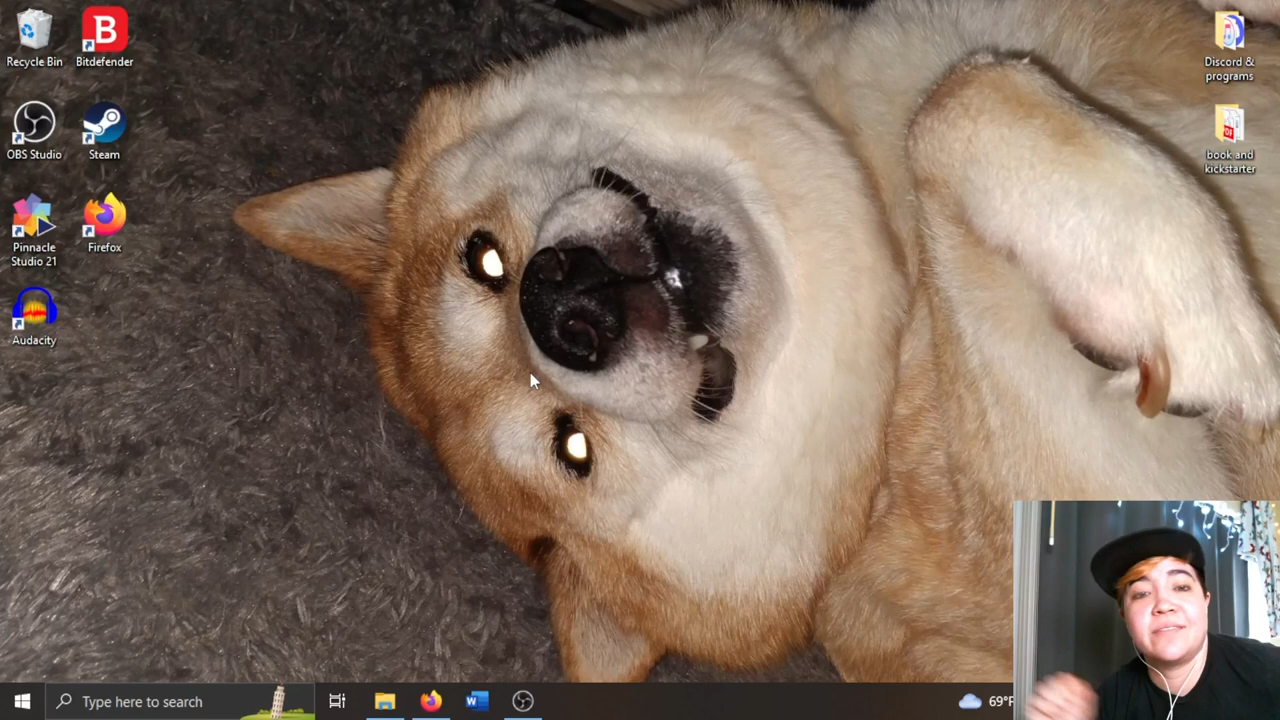 Recycle Bin
Bitdefender
OBS Studio
Steam
Pinnacle
Studio 21
Firefox
Audacity
Discord &
programs
book and
kickstarter
Type here to search
69°F